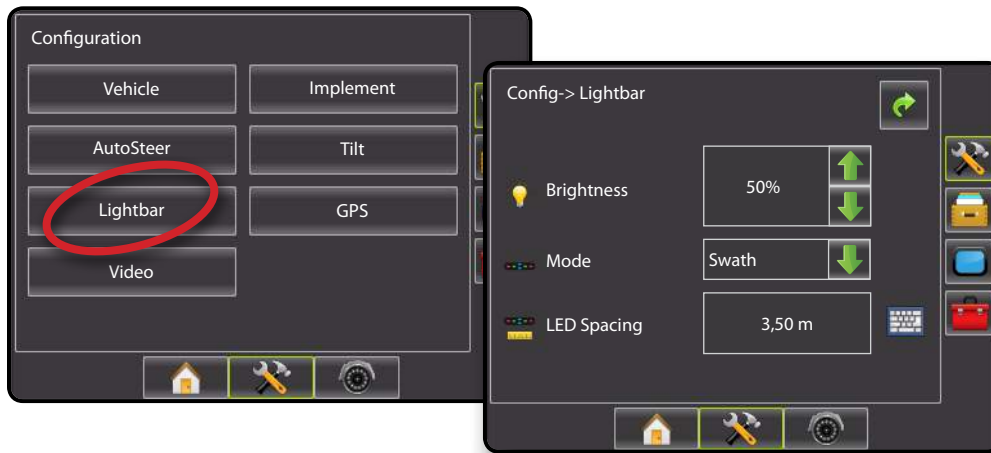 Configuration
Vehicle
Implement
AutoSteer
Tilt
Lightbar
GPS
Video
Config-> Lightbar
Brightness
50%
Mode
Swath
LED Spacing
3,50 m